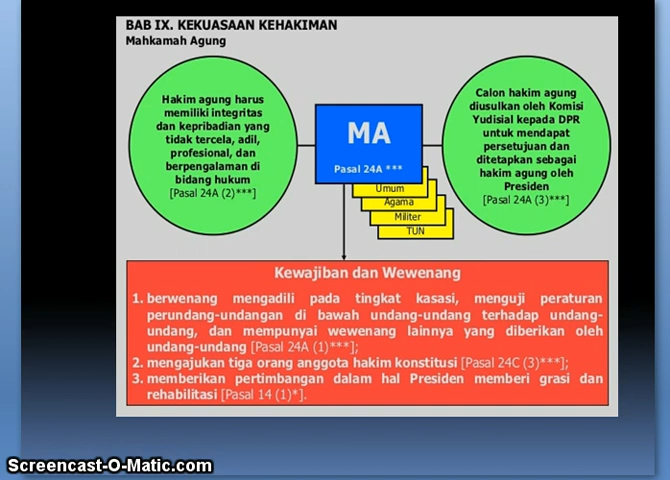 BAB IX. KEKUASAAN KEHAKIMAN
Mahkamah Agung
Hakim agung harus
memiliki integritas
dan kepribadian yang
tidak tercela, adil,
profesional, dan
berpengalaman di
bidang hukum
[Pasal 24A (2)***]
MA
Pasal 24A ***
Umum
Agama
Militer
TUN
Calon hakim agung
diusulkan oleh Komisi
Yudisial kepada DPR
untuk mendapat
persetujuan dan
ditetapkan sebagai
hakim agung oleh
Presiden
[Pasal 24A (3)***]
Kewajiban dan Wewenang
1. berwenang mengadili pada tingkat kasasi, menguji peraturan
perundang-undangan di bawah undang-undang terhadap undang-
undang, dan mempunyai wewenang lainnya yang diberikan oleh
undang-undang [Pasal 24A (1)***];
2. mengajukan tiga orang anggota hakim konstitusi [Pasal 24C (3)***];
3. memberikan pertimbangan dalam hal Presiden memberi grasi dan
rehabilitasi [Pasal 14 (1)*].
Screencast-O-Matic.com